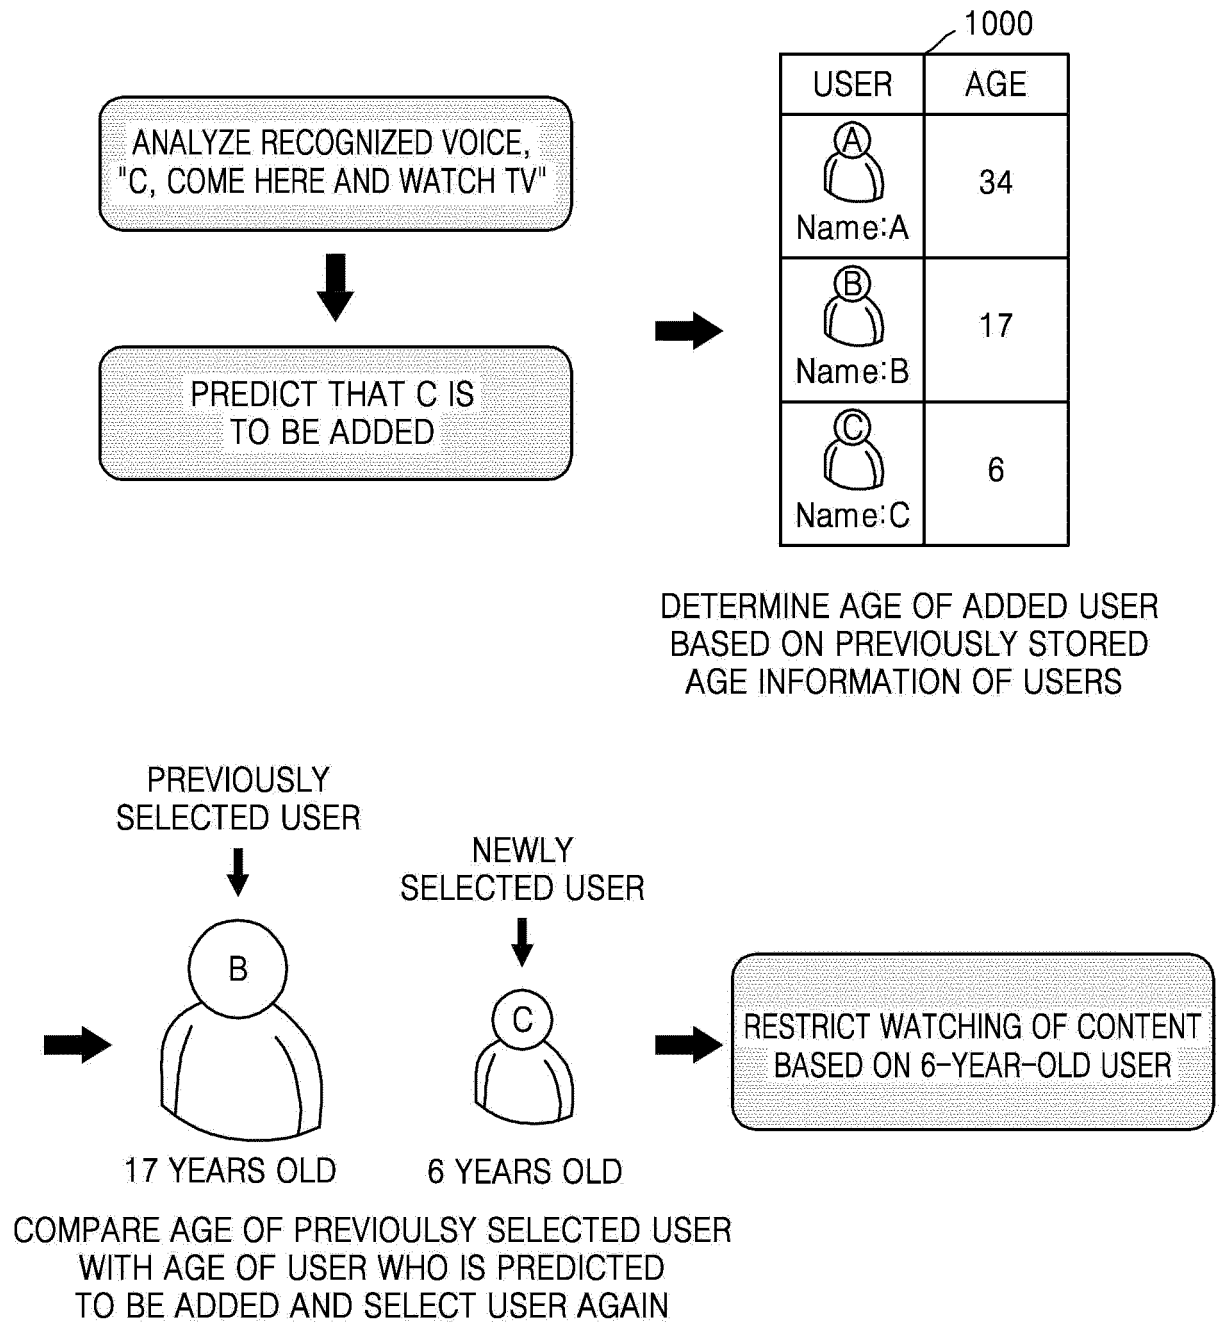 1000
ANALYZE RECOGNIZED VOICE,
"C, COME HERE AND WATCH TV"
PREDICT THAT C IS
TO BE ADDED
USER AGE
A
Name:A
34
B
Name:B
17
C
Name:C
6
DETERMINE AGE OF ADDED USER
BASED ON PREVIOUSLY STORED
AGE INFORMATION OF USERS
PREVIOUSLY
SELECTED USER
B
17 YEARS OLD
NEWLY
SELECTED USER
C
6 YEARS OLD
COMPARE AGE OF PREVIOULSY SELECTED USER
WITH AGE OF USER WHO IS PREDICTED
TO BE ADDED AND SELECT USER AGAIN
RESTRICT WATCHING OF CONTENT
BASED ON 6-YEAR-OLD USER